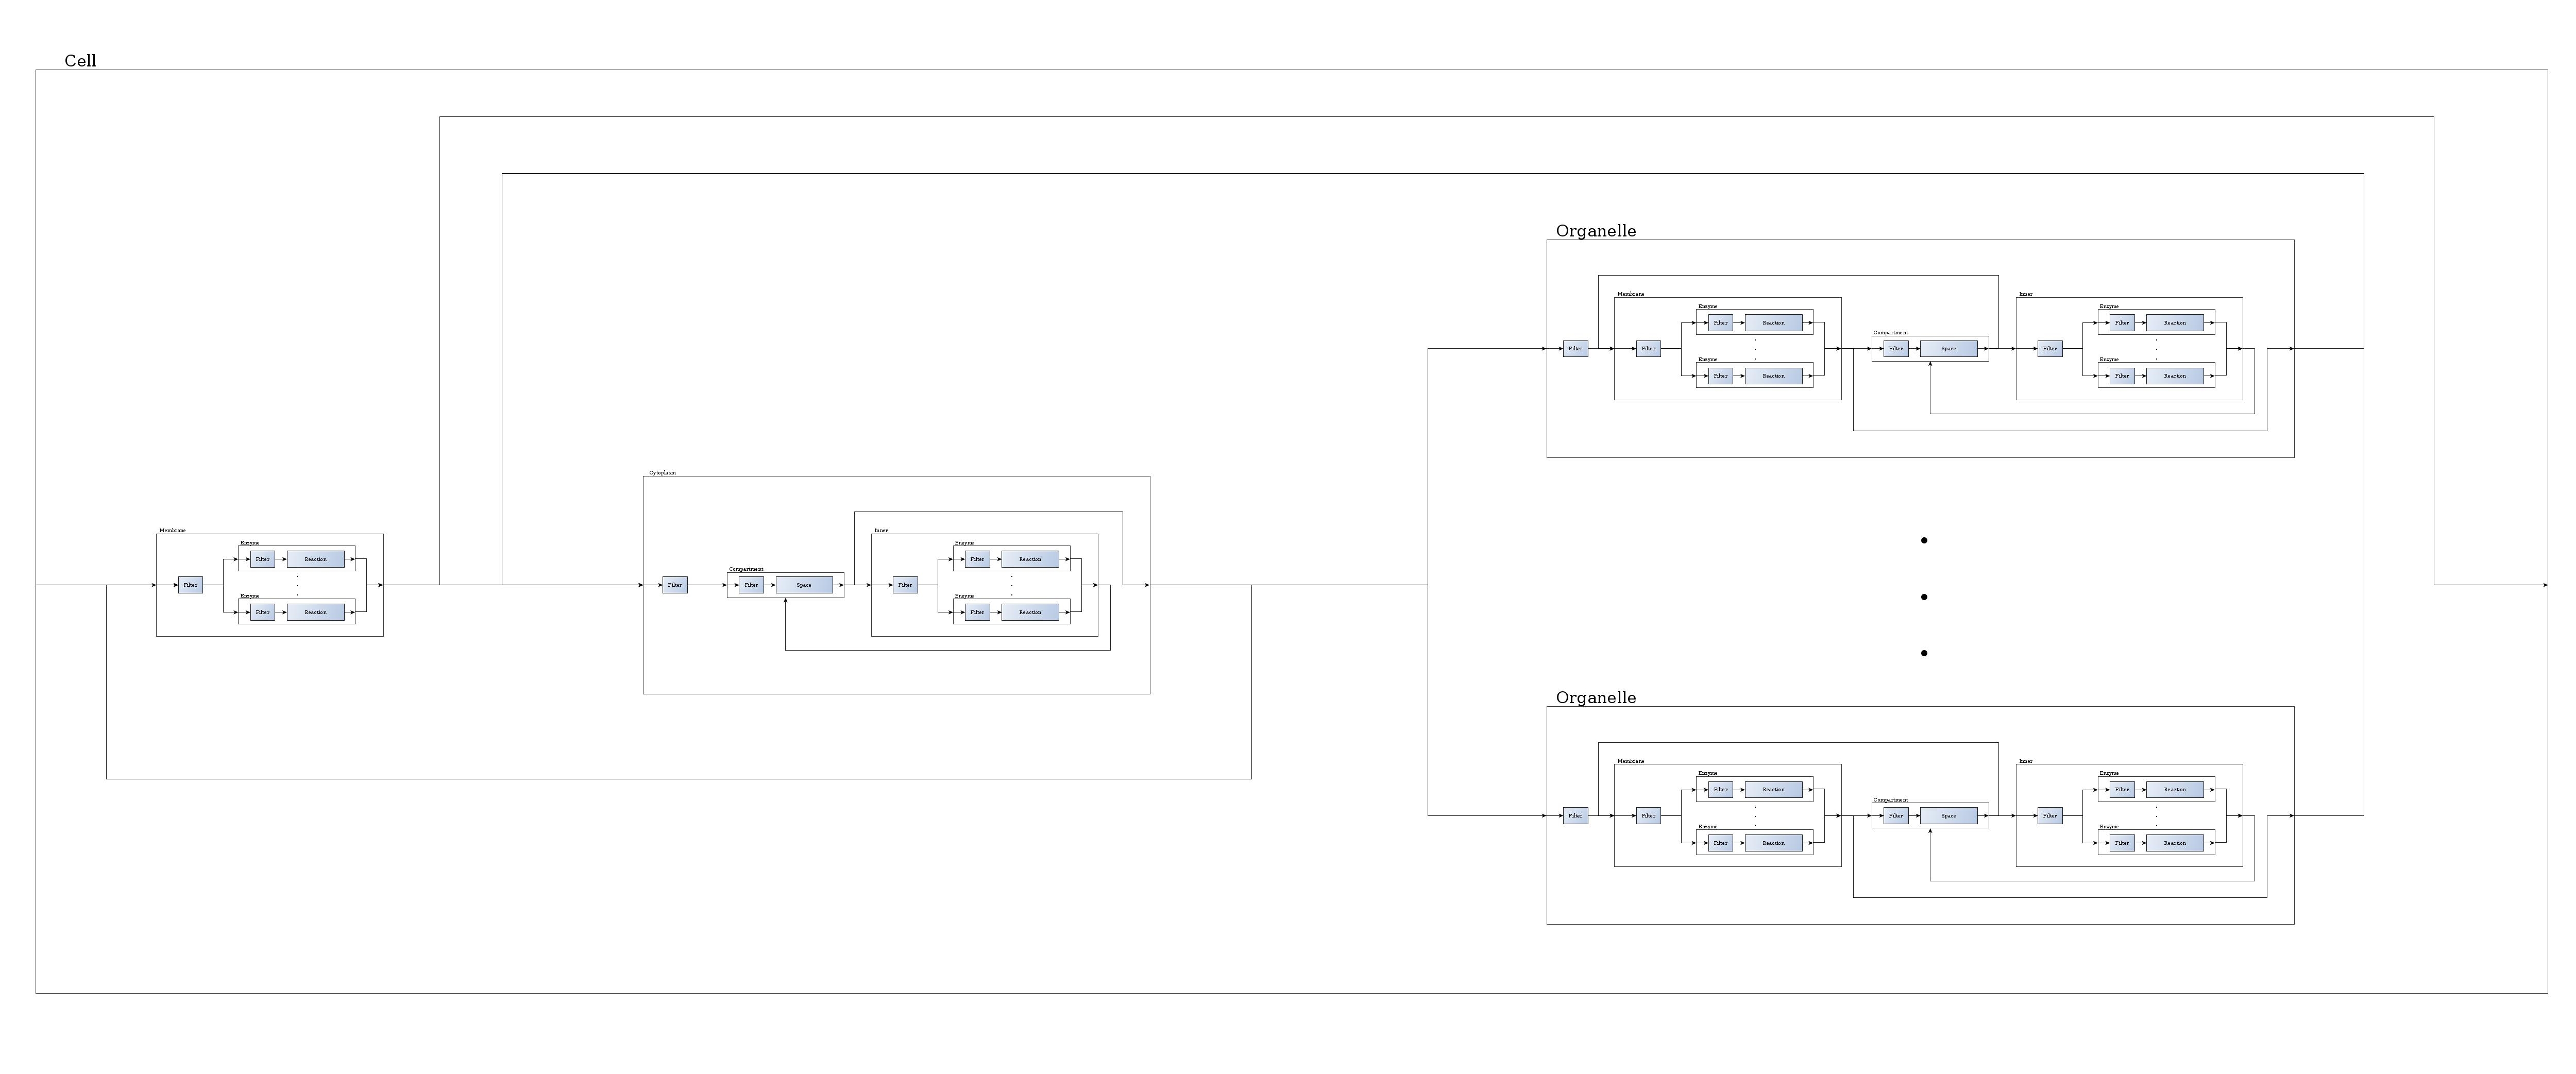 Cell
Organelle
Membrane
Enzyme
Filter Reaction
Filter Filter
Enzyme
Filter Reaction
Compartment
Filter Space
Inner
Enzyme
Filter Reaction
Filter
Enzyme
Filter Reaction
Membrane
Enzyme
Filter Reaction
Filter
Enzyme
Filter Reaction
Cytoplasm
Filter
Compartment
Filter Space
Inner
Enzyme
Filter Reaction
Filter
Enzyme
Filter Reaction
Organelle
Membrane
Enzyme
Filter Reaction
Filter Filter
Enzyme
Filter Reaction
Compartment
Filter Space
Inner
Enzyme
Filter Reaction
Filter
Enzyme
Filter Reaction